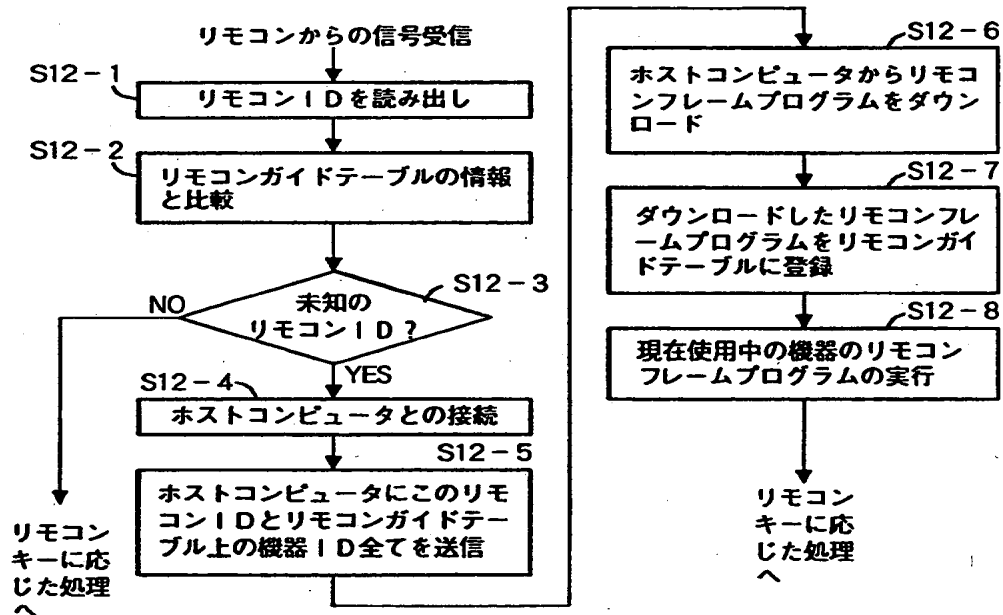 リモコンからの信号受信
S12-1
リモコンIDを読み出し
S12-2
リモコンガイドテーブルの情報
と比較
S12-3
未知の
リモコンID?
NO
YES
リモコン
キーに応
じた処理
へ
S12-4
ホストコンピュータとの接続
S12-5
ホストコンピュータにこのリモ
コンIDとリモコンガイドテー
ブル上の機器ID全てを送信
S12-6
ホストコンピュータからリモコ
ンフレームプログラムをダウン
ロード
S12-7
ダウンロードしたリモコンフレ
ームプログラムをリモコンガイ
ドテーブルに登録
S12-8
現在使用中の機器のリモコン
フレームプログラムの実行
リモコン
キーに応
じた処理
へ